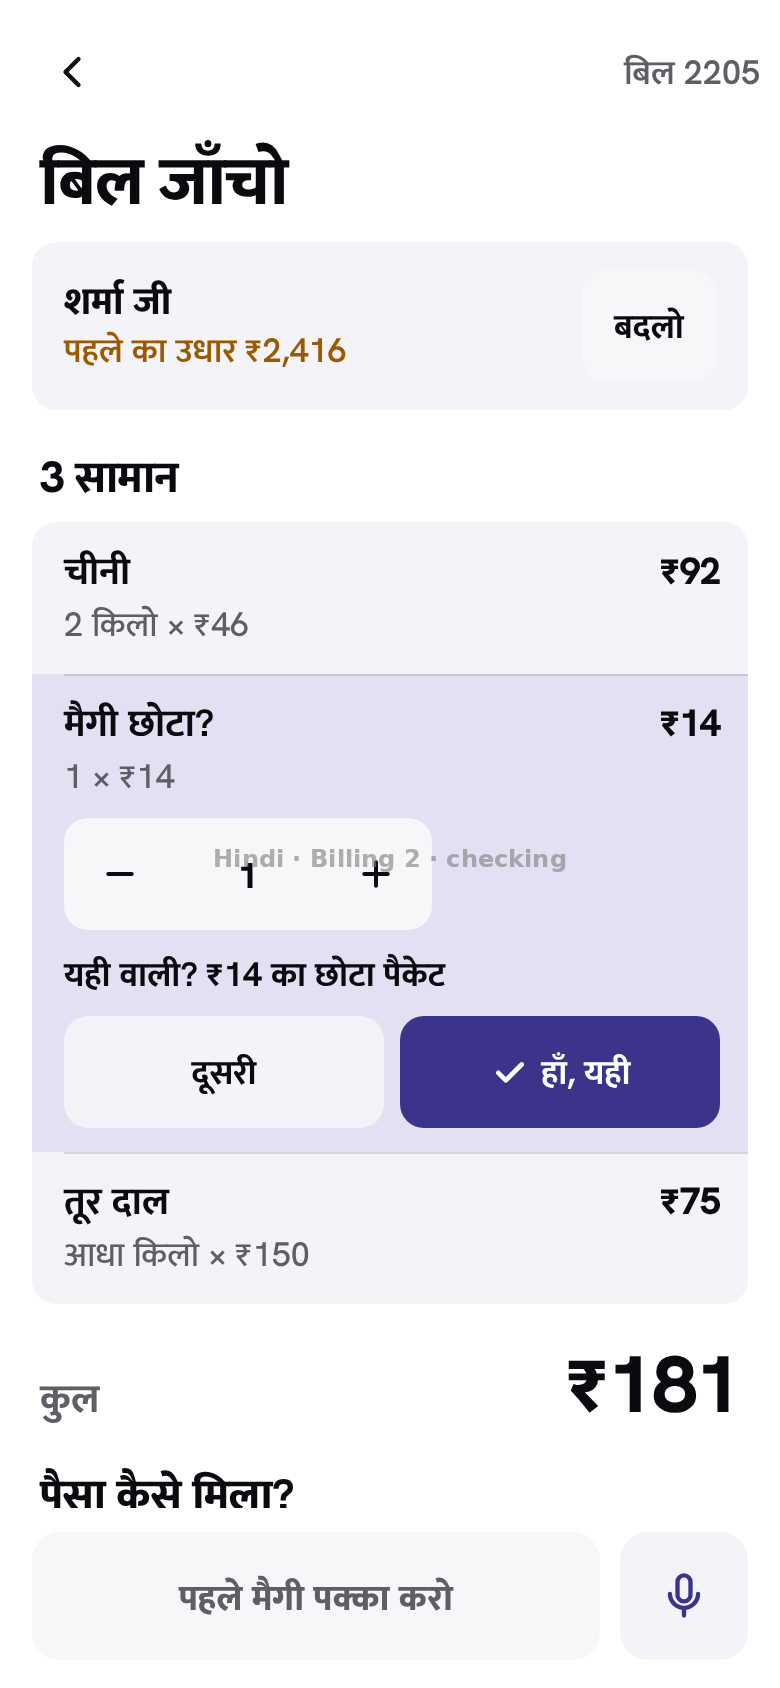 बिल 2205
बिल जाँचो
शर्मा जी
पहले का उधार ₹2,416
बदलो
3 सामान
चीनी ₹92
2 किलो × ₹46
मैगी छोटा? ₹14
1 × ₹14
Hindi · Billing 2 · checking
− 1 +
यही वाली? ₹14 का छोटा पैकेट
दूसरी ✓ हाँ, यही
तूर दाल ₹75
आधा किलो × ₹150
कुल ₹181
पैसा कैसे मिला?
पहले मैगी पक्का करो